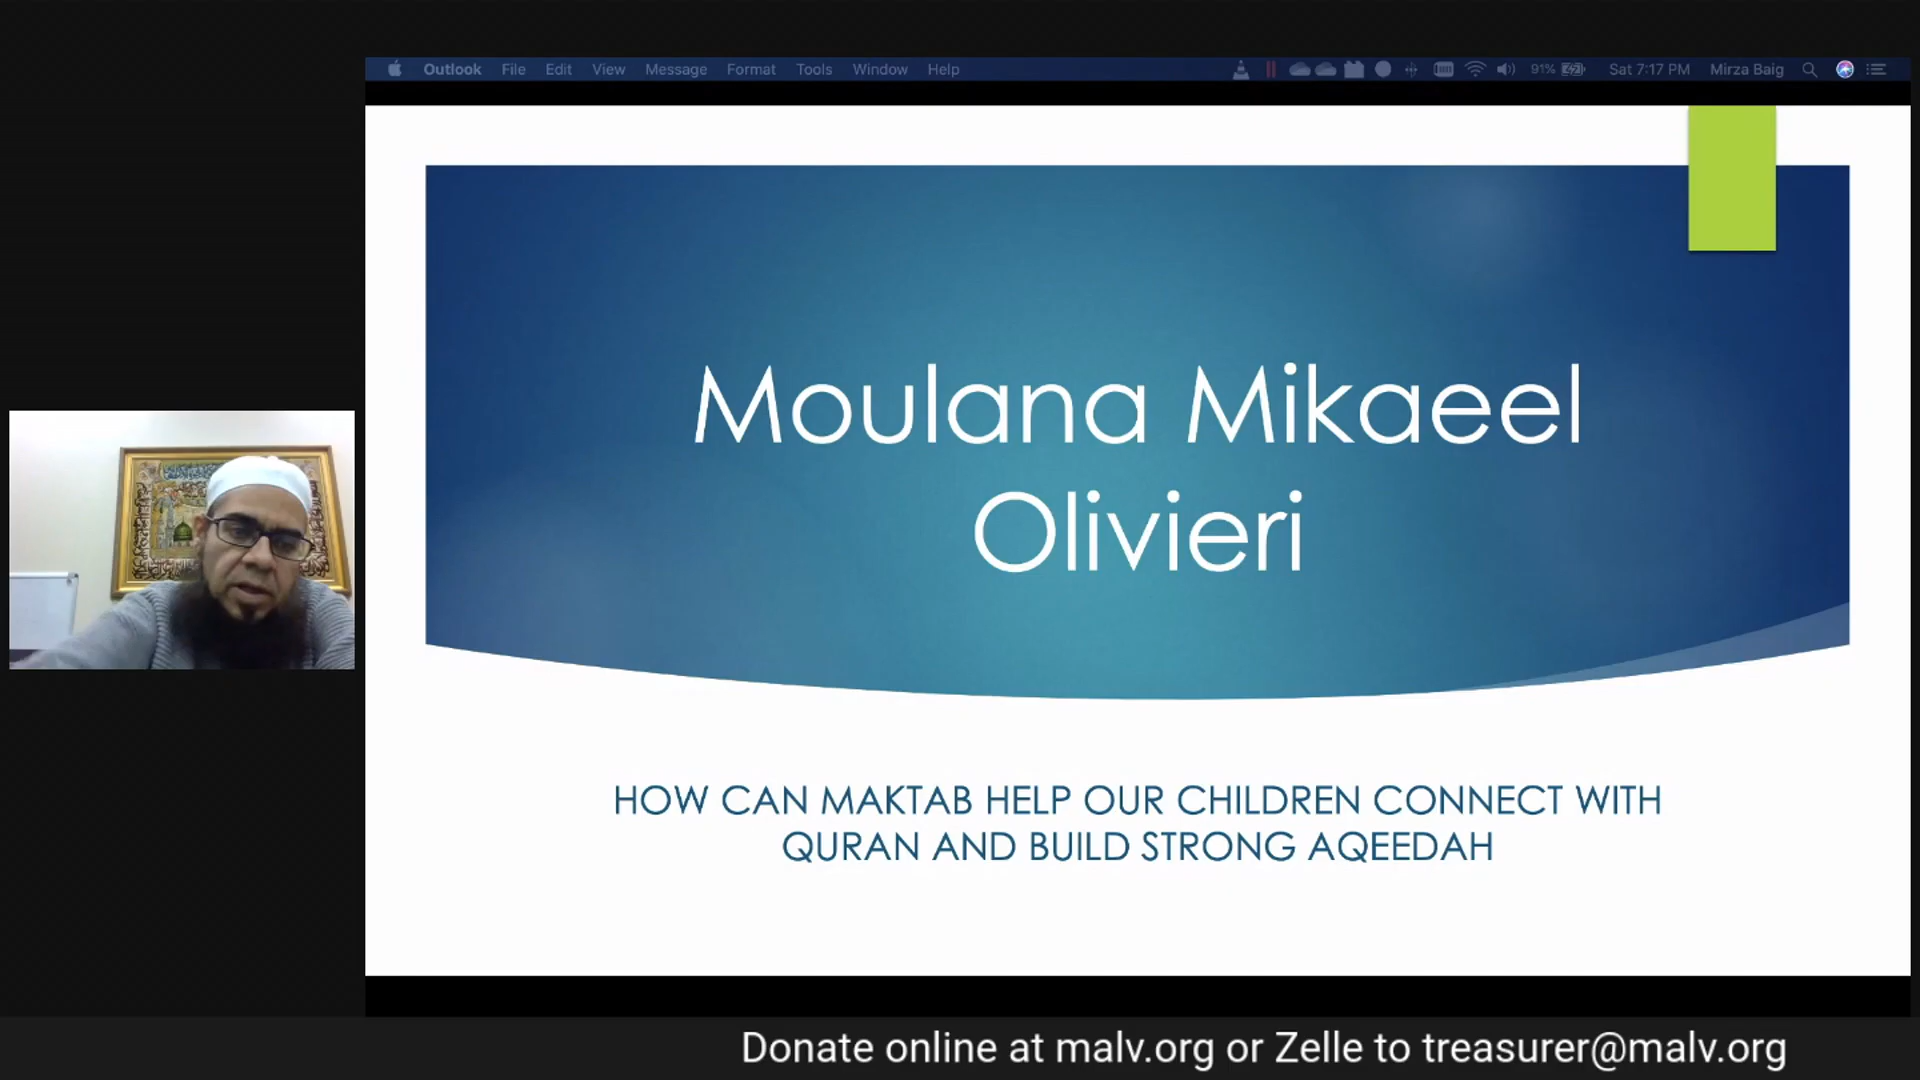 Outlook File Edit View Message Format Tools Window Help 91% Sat 7:17 PM Mirza Baig
Moulana Mikaeel
Olivieri
HOW CAN MAKTAB HELP OUR CHILDREN CONNECT WITH
QURAN AND BUILD STRONG AQEEDAH
Donate online at malv.org or Zelle to treasurer@malv.org